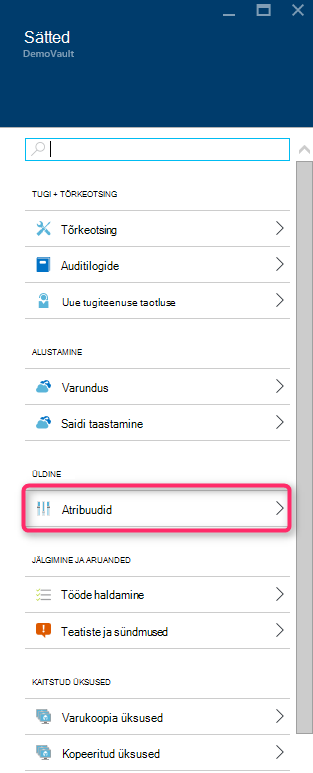 Sätted
DemoVault
TUGI + TÕRKEOTSING
Tõrkeotsing
Auditilogide
Uue tugiteenuse taotluse
ALUSTAMINE
Varundus
Saidi taastamine
ÜLDINE
Atribuudid
JÄLGIMINE JA ARUANDED
Tööde haldamine
Teatiste ja sündmused
KAITSTUD ÜKSUSED
Varukoopia üksused
Kopeeritud üksused